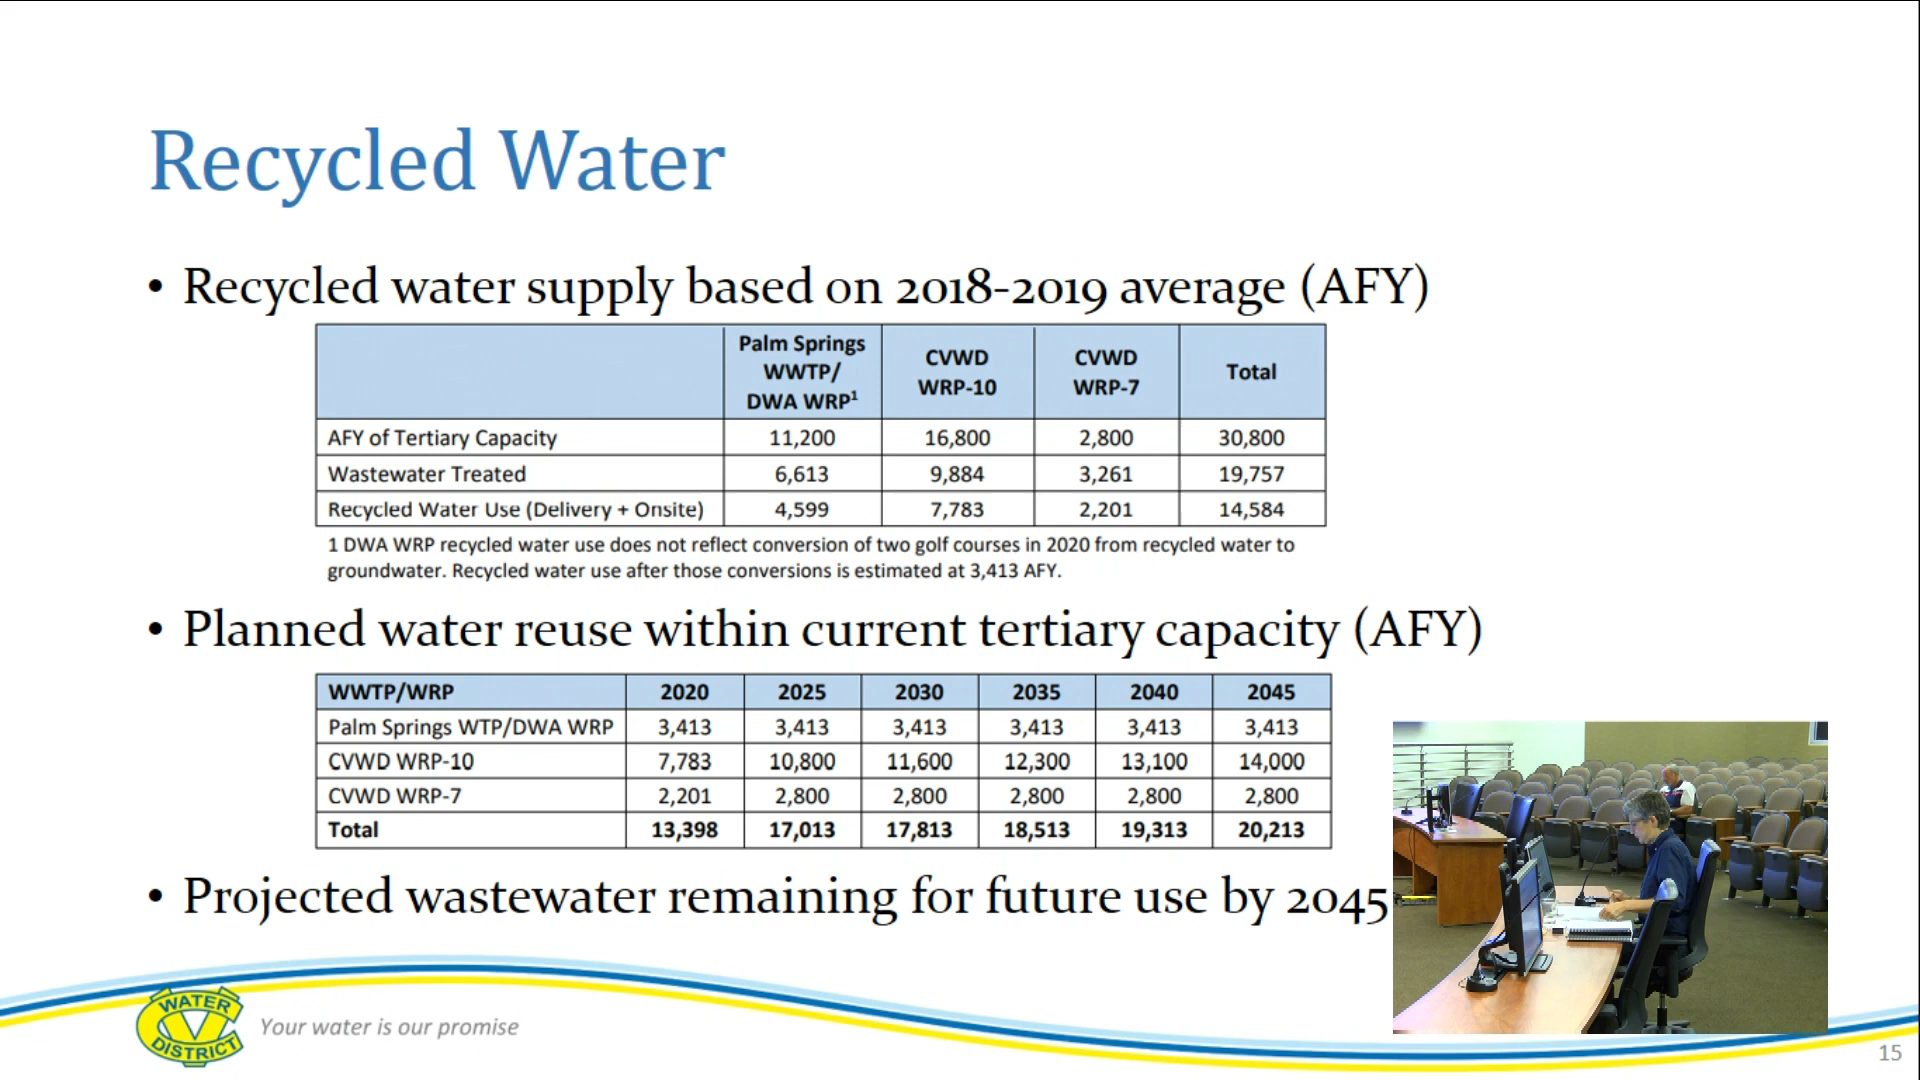 Recycled Water
• Recycled water supply based on 2018-2019 average (AFY)
Palm Springs WWTP/ DWA WRP¹ CVWD WRP-10 CVWD WRP-7 Total
AFY of Tertiary Capacity 11,200 16,800 2,800 30,800
Wastewater Treated 6,613 9,884 3,261 19,757
Recycled Water Use (Delivery + Onsite) 4,599 7,783 2,201 14,584
1 DWA WRP recycled water use does not reflect conversion of two golf courses in 2020 from recycled water to
groundwater. Recycled water use after those conversions is estimated at 3,413 AFY.
• Planned water reuse within current tertiary capacity (AFY)
WWTP/WRP 2020 2025 2030 2035 2040 2045
Palm Springs WTP/DWA WRP 3,413 3,413 3,413 3,413 3,413 3,413
CVWD WRP-10 7,783 10,800 11,600 12,300 13,100 14,000
CVWD WRP-7 2,201 2,800 2,800 2,800 2,800 2,800
Total 13,398 17,013 17,813 18,513 19,313 20,213
• Projected wastewater remaining for future use by 2045
WATER
CV
DISTRICT
Your water is our promise
15